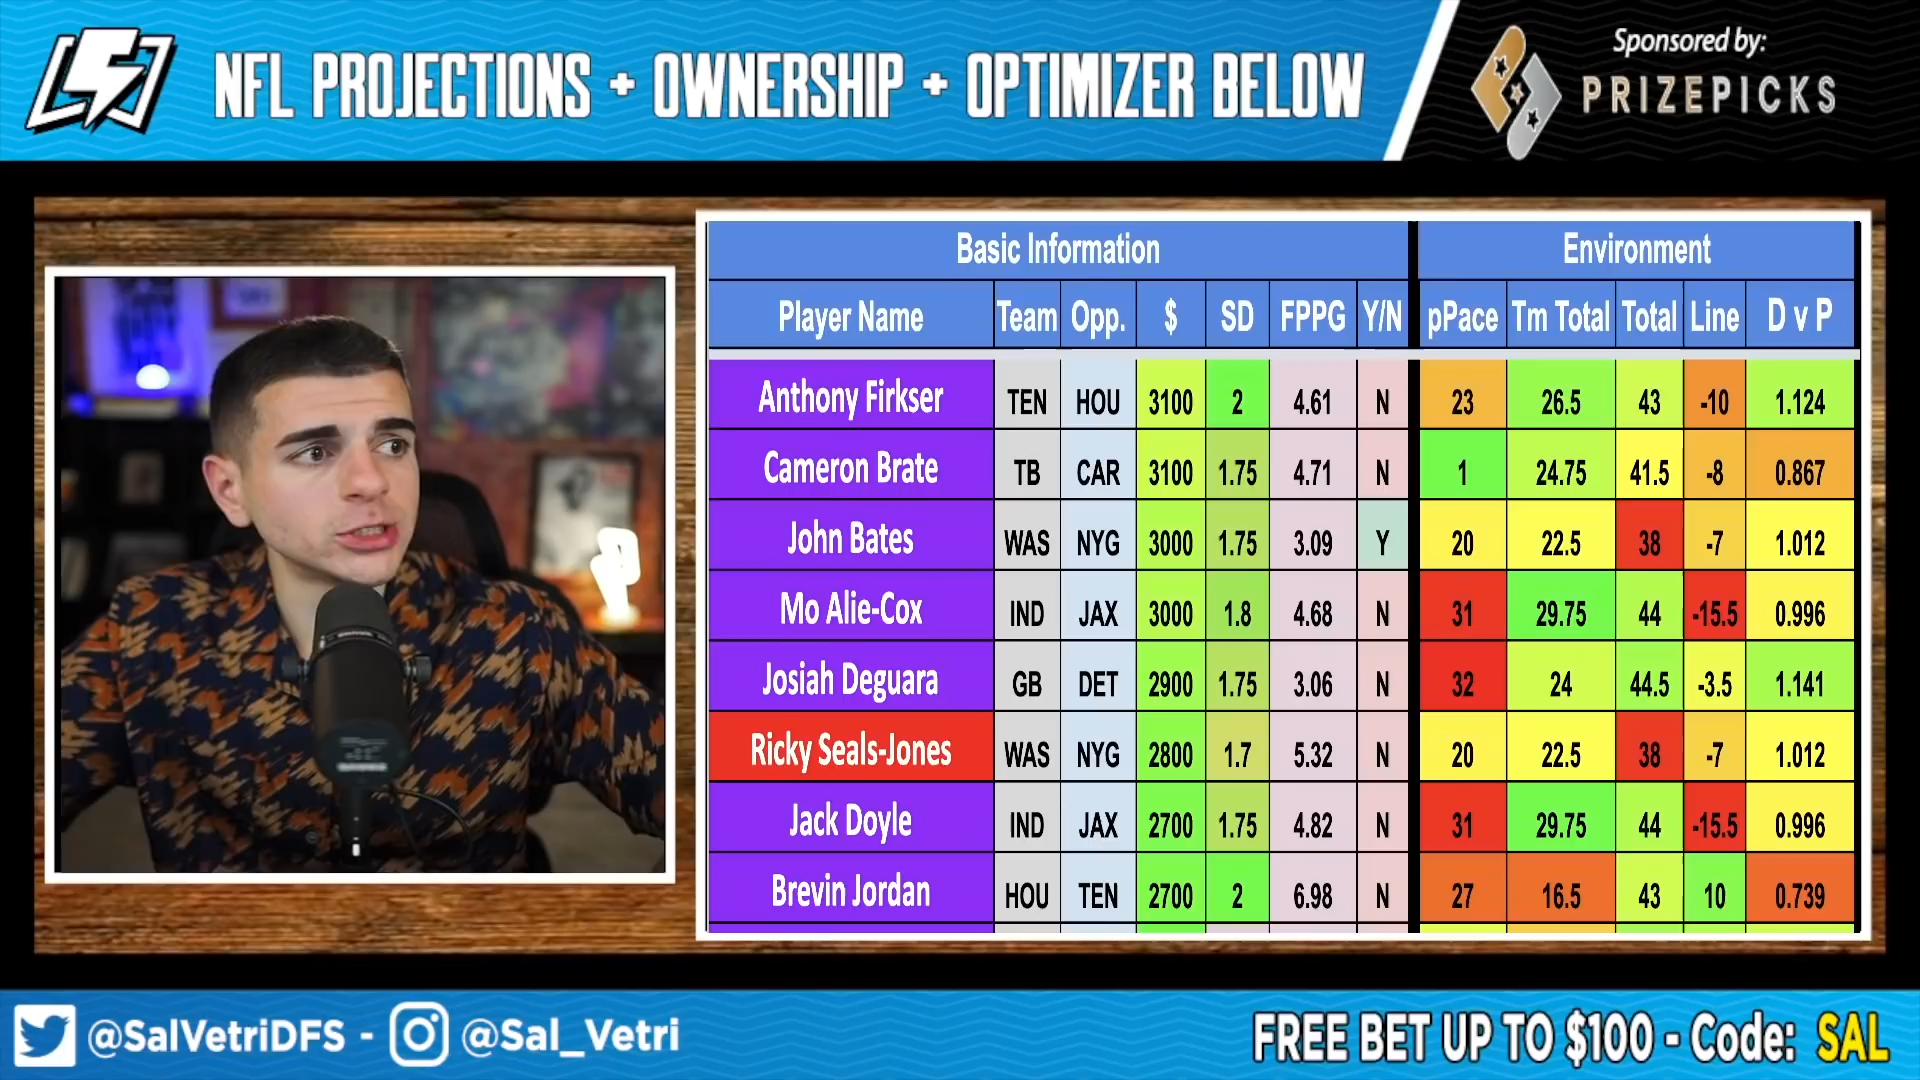 NFL PROJECTIONS + OWNERSHIP + OPTIMIZER BELOW
Sponsored by:
PRIZEPICKS
Basic Information Environment
Player Name Team Opp. $ SD FPPG Y/N pPace Tm Total Total Line D v P
Anthony Firkser TEN HOU 3100 2 4.61 N 23 26.5 43 -10 1.124
Cameron Brate TB CAR 3100 1.75 4.71 N 1 24.75 41.5 -8 0.867
John Bates WAS NYG 3000 1.75 3.09 Y 20 22.5 38 -7 1.012
Mo Alie-Cox IND JAX 3000 1.8 4.68 N 31 29.75 44 -15.5 0.996
Josiah Deguara GB DET 2900 1.75 3.06 N 32 24 44.5 -3.5 1.141
Ricky Seals-Jones WAS NYG 2800 1.7 5.32 N 20 22.5 38 -7 1.012
Jack Doyle IND JAX 2700 1.75 4.82 N 31 29.75 44 -15.5 0.996
Brevin Jordan HOU TEN 2700 2 6.98 N 27 16.5 43 10 0.739
@SalVetriDFS - @Sal_Vetri
FREE BET UP TO $100 - Code: SAL